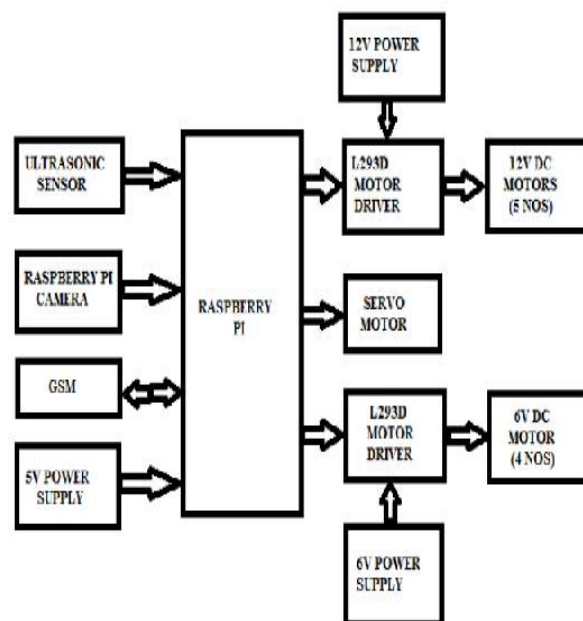 12V POWER
SUPPLY
ULTRASONIC
SENSOR
L293D
MOTOR
DRIVER
12V DC
MOTORS
(5 NOS)
RASPBERRY PI
CAMERA
RASPBERRY
PI
SERVO
MOTOR
GSM
L293D
MOTOR
DRIVER
6V DC
MOTOR
(4 NOS)
5V POWER
SUPPLY
6V POWER
SUPPLY